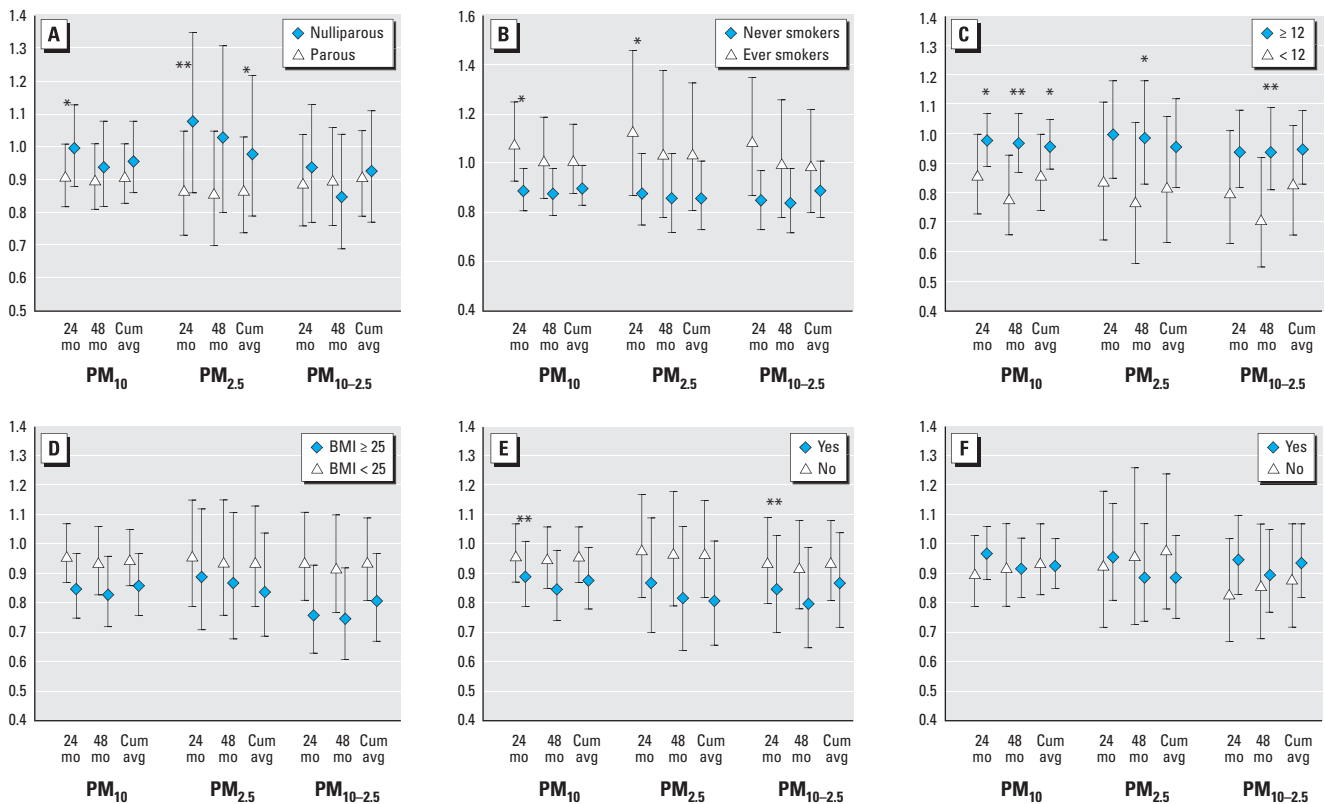 A
Nulliparous
Parous
1.4
1.3
1.2
1.1
1.0
0.9
0.8
0.7
0.6
0.5
*
**
*
24 mo
48 mo
Cum avg
24 mo
48 mo
Cum avg
24 mo
48 mo
Cum avg
PM10
PM2.5
PM10–2.5
B
Never smokers
Ever smokers
1.6
1.4
1.2
1.0
0.8
0.6
0.4
*
*
24 mo
48 mo
Cum avg
24 mo
48 mo
Cum avg
24 mo
48 mo
Cum avg
PM10
PM2.5
PM10–2.5
C
≥ 12
< 12
1.4
1.3
1.2
1.1
1.0
0.9
0.8
0.7
0.6
0.5
0.4
*
**
*
*
**
24 mo
48 mo
Cum avg
24 mo
48 mo
Cum avg
24 mo
48 mo
Cum avg
PM10
PM2.5
PM10–2.5
D
BMI ≥ 25
BMI < 25
1.4
1.3
1.2
1.1
1.0
0.9
0.8
0.7
0.6
0.5
0.4
24 mo
48 mo
Cum avg
24 mo
48 mo
Cum avg
24 mo
48 mo
Cum avg
PM10
PM2.5
PM10–2.5
E
Yes
No
1.4
1.3
1.2
1.1
1.0
0.9
0.8
0.7
0.6
0.5
0.4
**
**
24 mo
48 mo
Cum avg
24 mo
48 mo
Cum avg
24 mo
48 mo
Cum avg
PM10
PM2.5
PM10–2.5
F
Yes
No
1.4
1.3
1.2
1.1
1.0
0.9
0.8
0.7
0.6
0.5
0.4
24 mo
48 mo
Cum avg
24 mo
48 mo
Cum avg
24 mo
48 mo
Cum avg
PM10
PM2.5
PM10–2.5